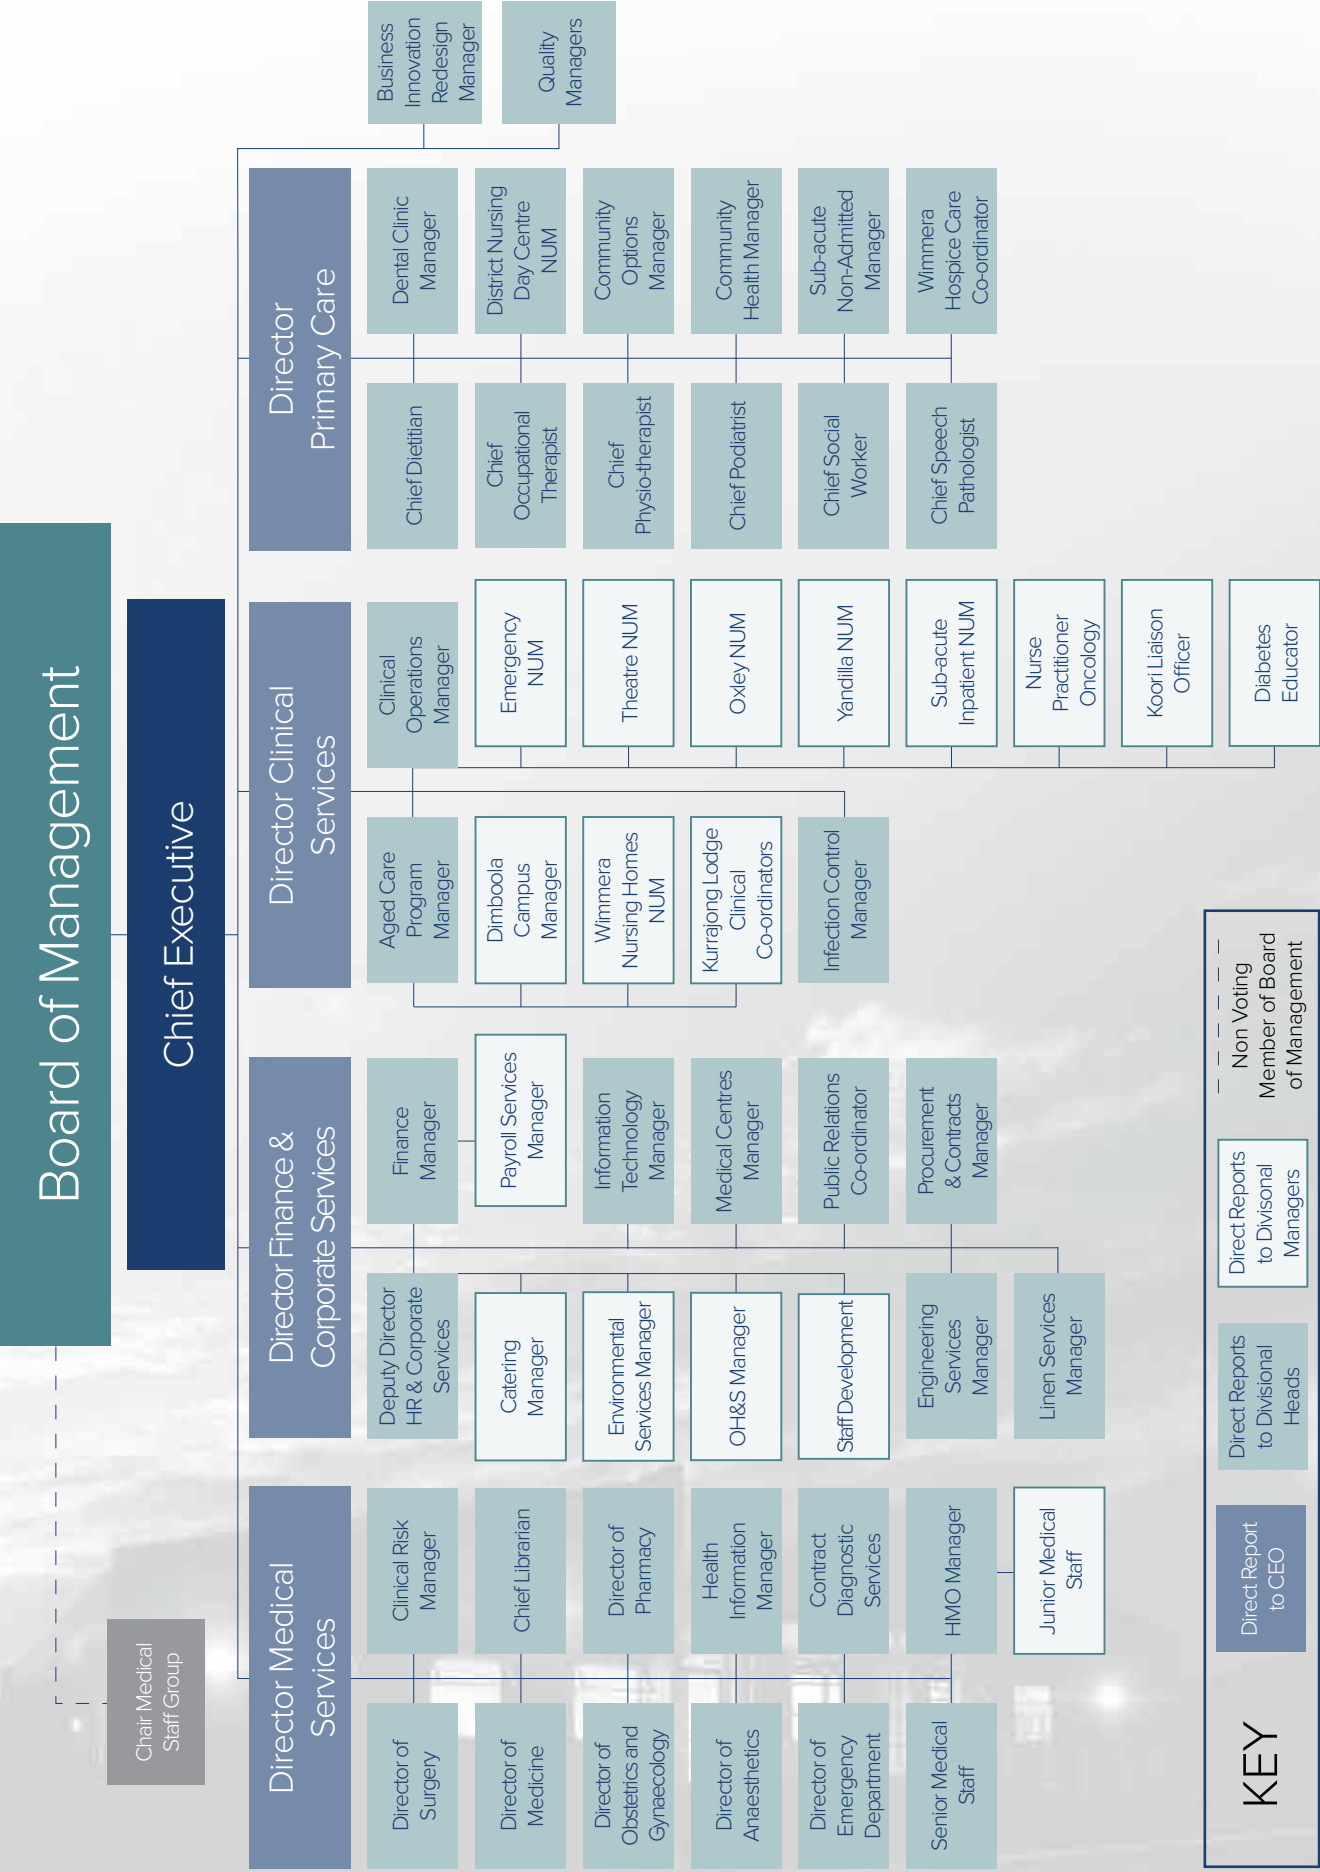 Board of Management
Chair Medical
Staff Group
Chief Executive
Director Medical
Services
Director of
Surgery
Director of
Medicine
Director of
Obstetrics and
Gynaecology
Director of
Anaesthetics
Director of
Emergency
Department
Senior Medical
Staff
Clinical Risk
Manager
Chief Librarian
Director of
Pharmacy
Health
Information
Manager
Contract
Diagnostic
Services
HMO Manager
Junior Medical
Staff
Director Finance &
Corporate Services
Deputy Director
HR & Corporate
Services
Catering
Manager
Environmental
Services Manager
OH&S Manager
Staff Development
Engineering
Services
Manager
Linen Services
Manager
Finance
Manager
Payroll Services
Manager
Information
Technology
Manager
Medical Centres
Manager
Public Relations
Co-ordinator
Procurement
& Contracts
Manager
Director Clinical
Services
Aged Care
Program
Manager
Dimboola
Campus
Manager
Wimmera
Nursing Homes
NUM
Kurrajong Lodge
Clinical
Co-ordinators
Infection Control
Manager
Clinical
Operations
Manager
Emergency
NUM
Theatre NUM
Oxley NUM
Yandilla NUM
Sub-acute
Inpatient NUM
Nurse
Practitioner
Oncology
Koori Liaison
Officer
Diabetes
Educator
Director
Primary Care
Chief Dietitian
Chief
Occupational
Therapist
Chief
Physio-therapist
Chief Podiatrist
Chief Social
Worker
Chief Speech
Pathologist
Dental Clinic
Manager
District Nursing
Day Centre
NUM
Community
Options
Manager
Community
Health Manager
Sub-acute
Non-Admitted
Manager
Wimmera
Hospice Care
Co-ordinator
Business
Innovation
Redesign
Manager
Quality
Managers
KEY
Direct Report
to CEO
Direct Reports
to Divisional
Heads
Direct Reports
to Divisonal
Managers
Non Voting
Member of Board
of Management